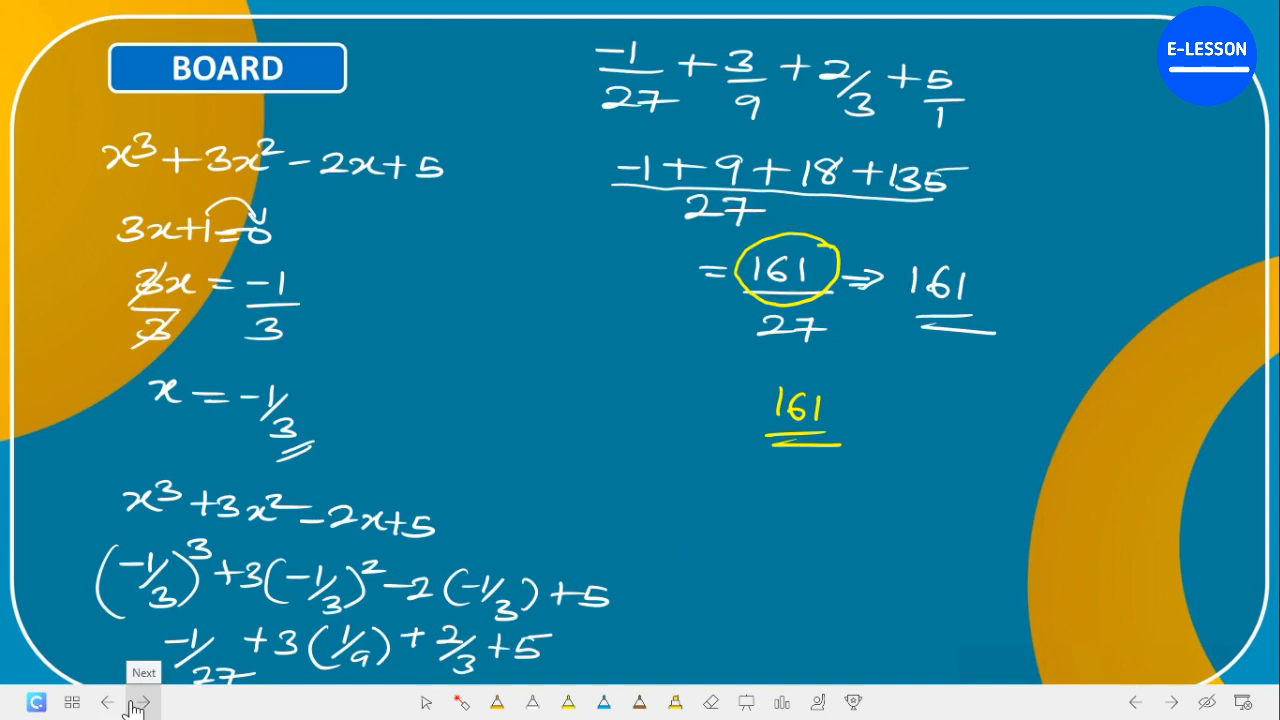 BOARD
x³ + 3x² - 2x + 5
3x + 1 = 0
3x/3 = -1/3
x = -1/3
x³ + 3x² - 2x + 5
(-1/3)³ + 3(-1/3)² - 2(-1/3) + 5
-1/27 + 3(1/9) + 2/3 + 5
Next
E-LESSON
-1/27 + 3/9 + 2/3 + 5/1
-1 + 9 + 18 + 135
27
= 161/27 ⇒ 161
161